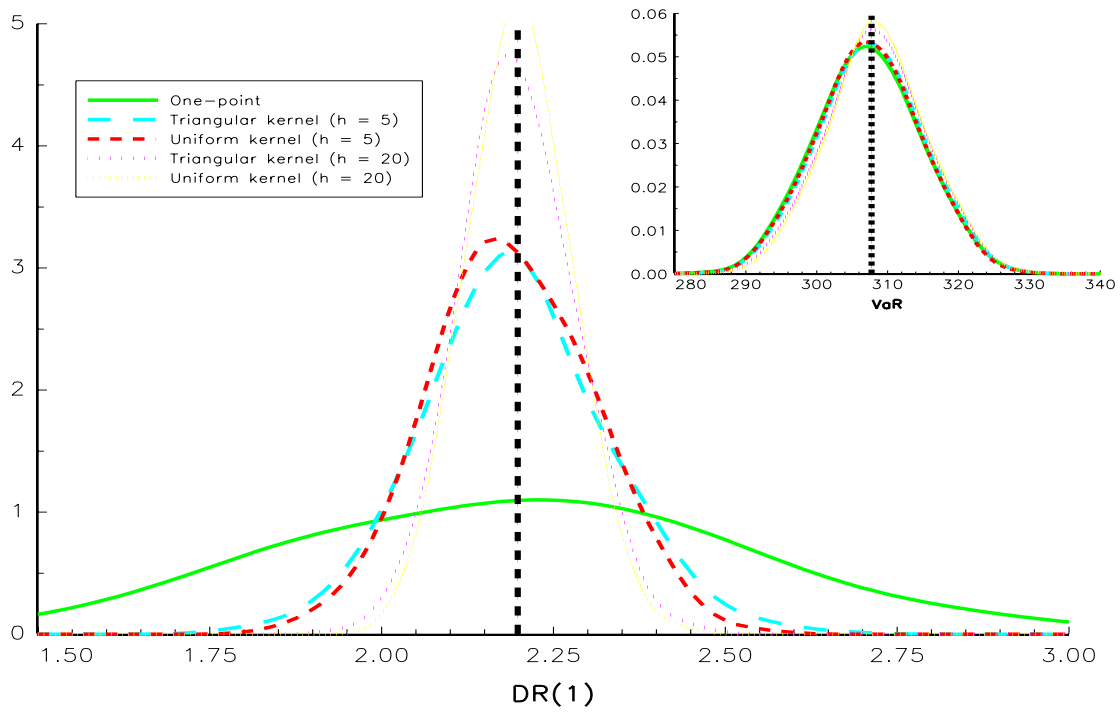 5
4
3
2
1
0
1.50 1.75 2.00 2.25 2.50 2.75 3.00
DR(1)
One-point
Triangular kernel (h = 5)
Uniform kernel (h = 5)
Triangular kernel (h = 20)
Uniform kernel (h = 20)
0.06
0.05
0.04
0.03
0.02
0.01
0.00
280 290 300 310 320 330 340
VaR